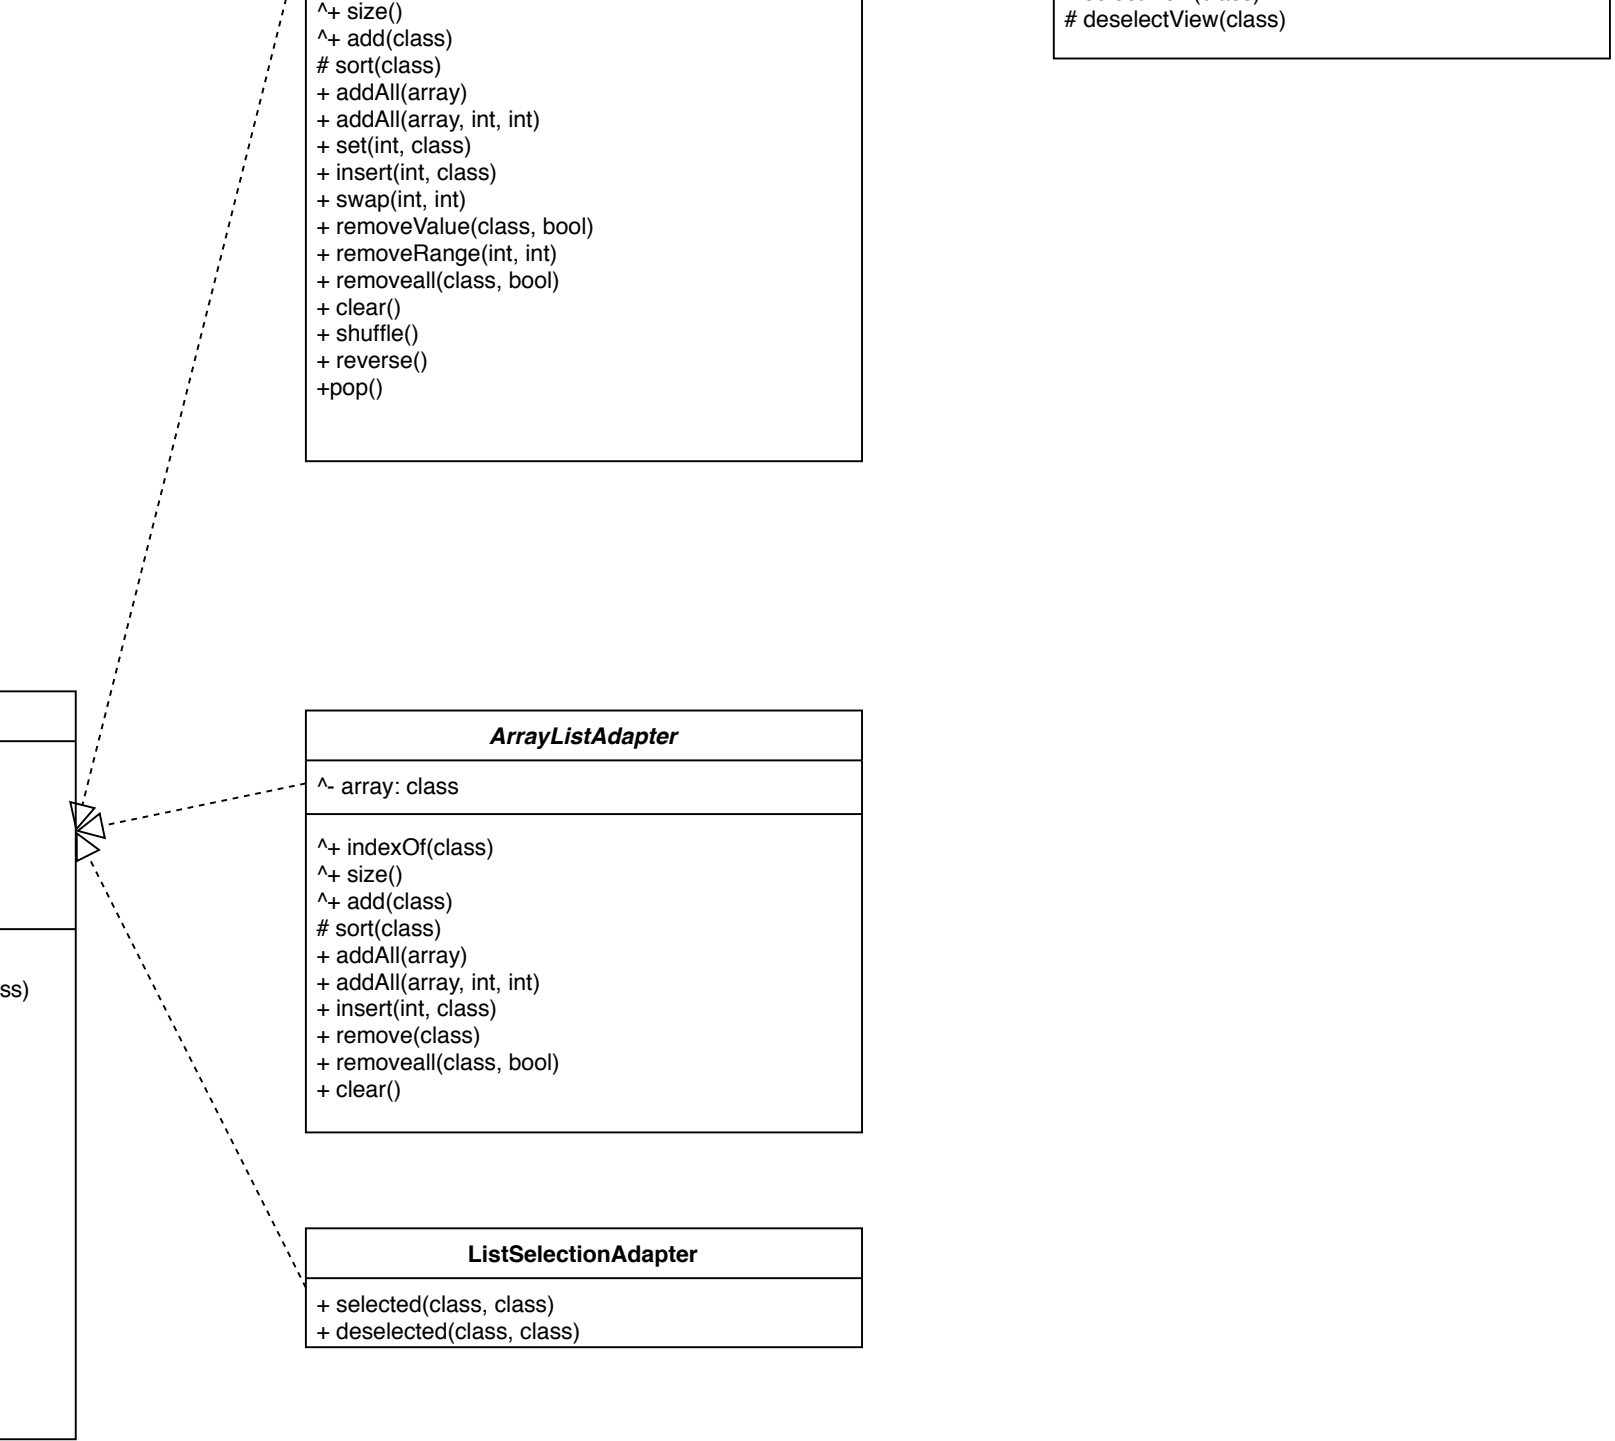 ^+ size()
^+ add(class)
# sort(class)
+ addAll(array)
+ addAll(array, int, int)
+ set(int, class)
+ insert(int, class)
+ swap(int, int)
+ removeValue(class, bool)
+ removeRange(int, int)
+ removeall(class, bool)
+ clear()
+ shuffle()
+ reverse()
+pop()
# deselectView(class)
ss)
ArrayListAdapter
^- array: class
^+ indexOf(class)
^+ size()
^+ add(class)
# sort(class)
+ addAll(array)
+ addAll(array, int, int)
+ insert(int, class)
+ remove(class)
+ removeall(class, bool)
+ clear()
ListSelectionAdapter
+ selected(class, class)
+ deselected(class, class)